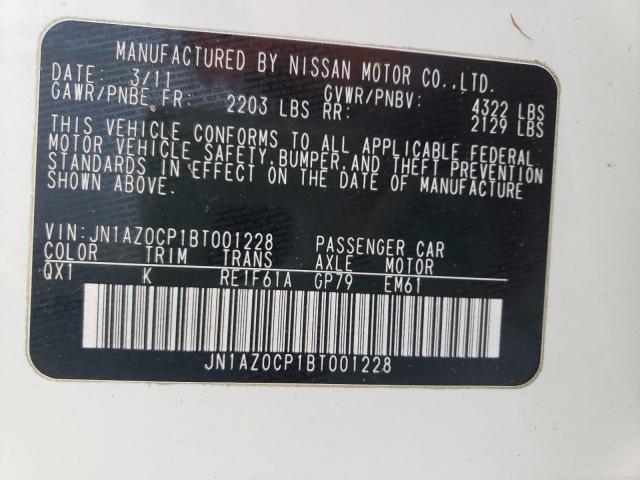 MANUFACTURED BY NISSAN MOTOR CO.,LTD.
DATE: 3/11 GVWR/PNBV: 4322 LBS
GAWR/PNBE FR: 2203 LBS RR: 2129 LBS
THIS VEHICLE CONFORMS TO ALL APPLICABLE FEDERAL
MOTOR VEHICLE SAFETY,BUMPER,AND THEFT PREVENTION
STANDARDS IN EFFECT ON THE DATE OF MANUFACTURE
SHOWN ABOVE.
VIN:JN1AZ0CP1BT001228 PASSENGER CAR
COLOR TRIM TRANS AXLE MOTOR
QX1 K RE1F61A GP79 EM61
JN1AZ0CP1BT001228